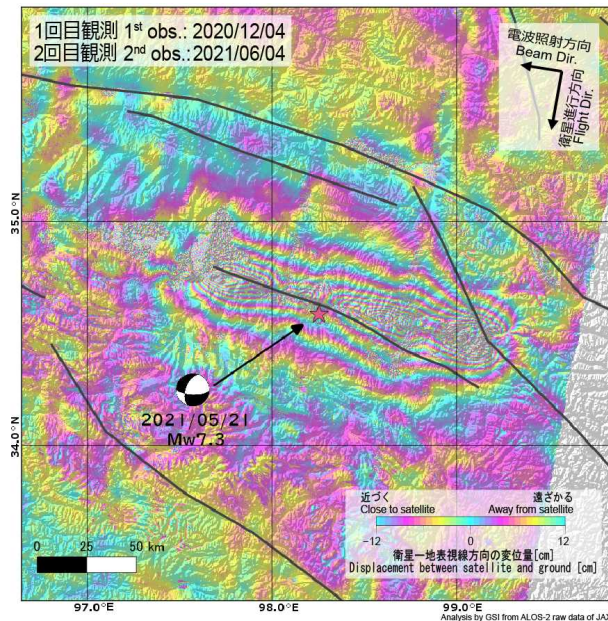 1回目観測 1st obs.: 2020/12/04
2回目観測 2nd obs.: 2021/06/04
電波照射方向
Beam Dir.
衛星進行方向
Flight Dir.
35.0°N
34.0°N
2021/05/21
Mw7.3
近づく 遠ざかる
Close to satellite Away from satellite
-12 0 12
衛星―地表視線方向の変位量[cm]
Displacement between satellite and ground [cm]
0 25 50 km
97.0°E 98.0°E 99.0°E
Analysis by GSI from ALOS-2 raw data of JAX